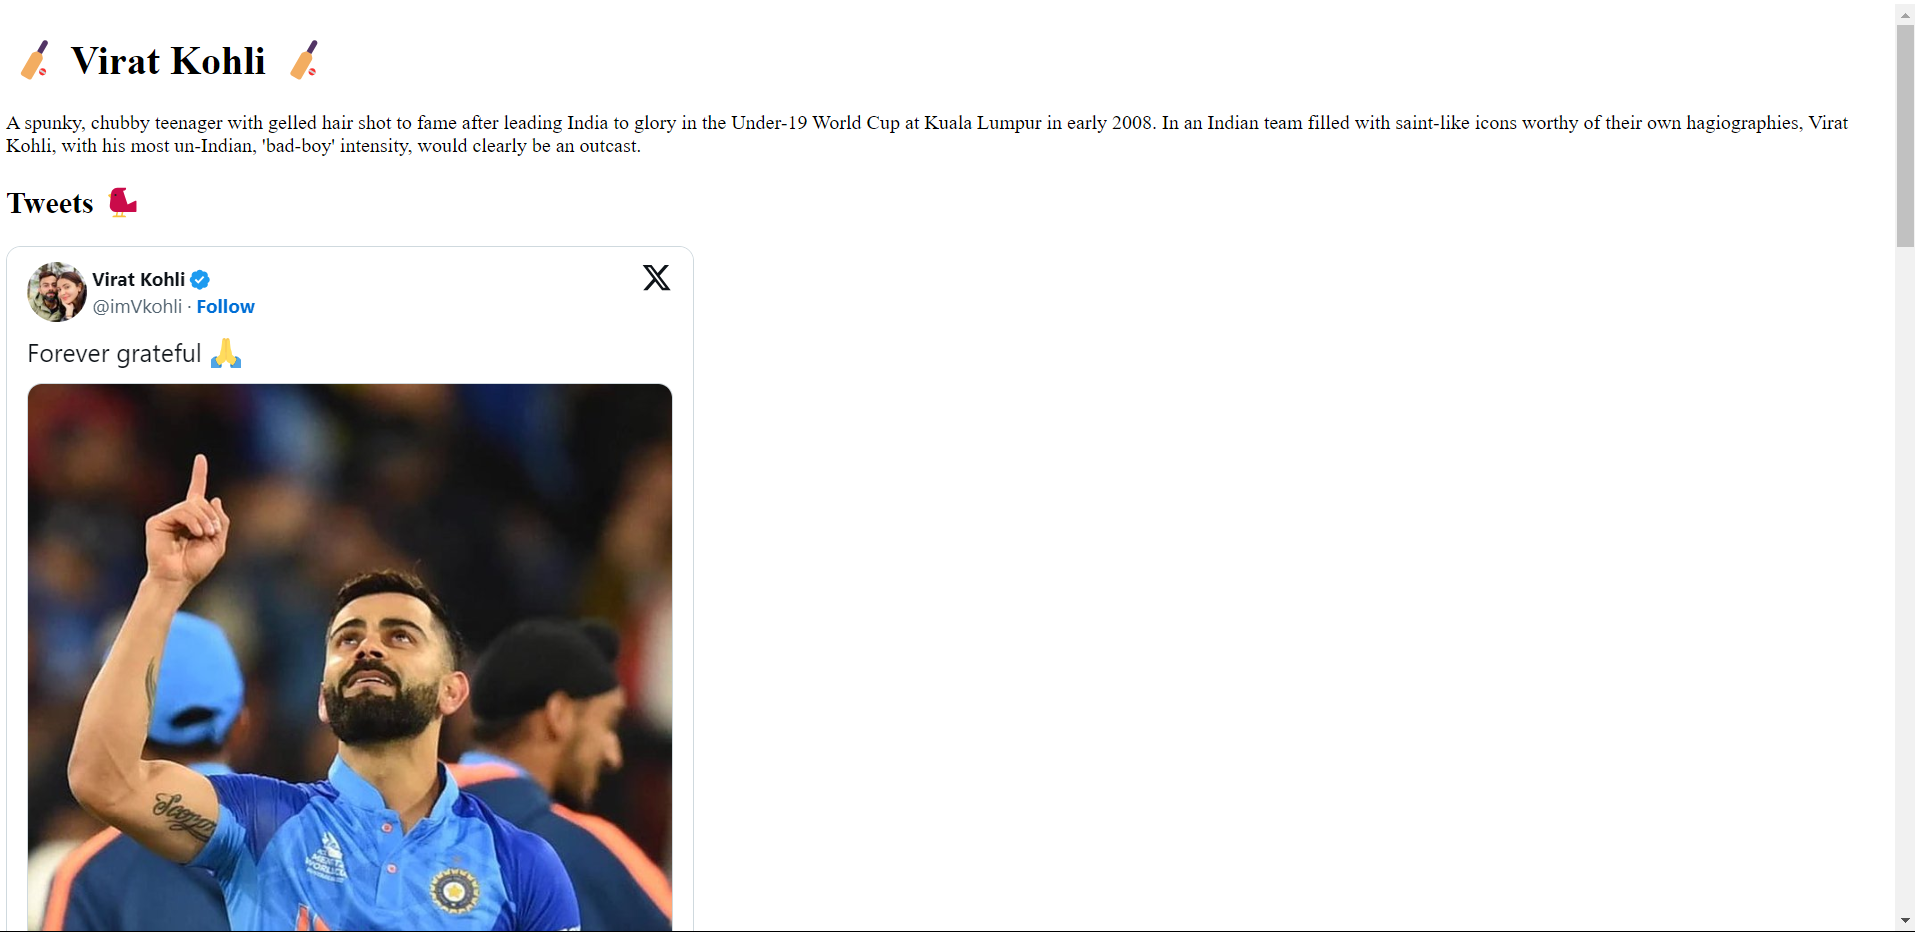 Virat Kohli
A spunky, chubby teenager with gelled hair shot to fame after leading India to glory in the Under-19 World Cup at Kuala Lumpur in early 2008. In an Indian team filled with saint-like icons worthy of their own hagiographies, Virat
Kohli, with his most un-Indian, 'bad-boy' intensity, would clearly be an outcast.
Tweets
Virat Kohli
@imVkohli · Follow
Forever grateful 🙏